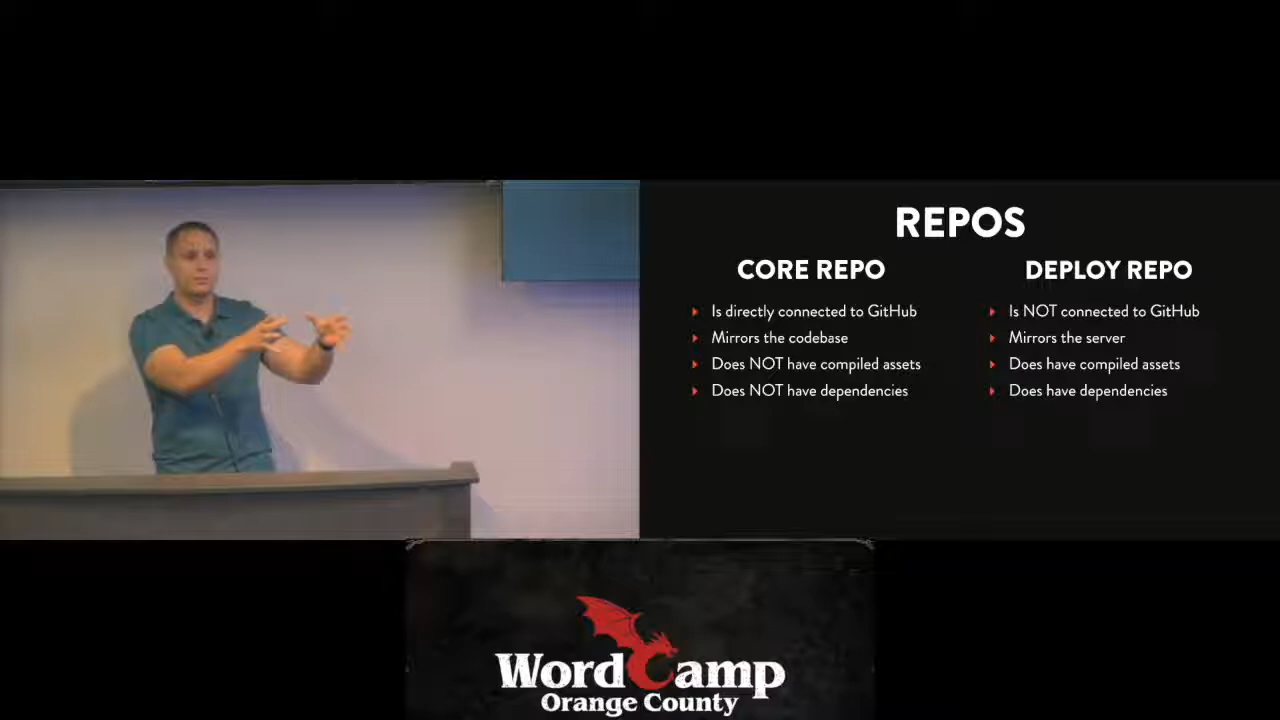 REPOS
CORE REPO
Is directly connected to GitHub
Mirrors the codebase
Does NOT have compiled assets
Does NOT have dependencies
DEPLOY REPO
Is NOT connected to GitHub
Mirrors the server
Does have compiled assets
Does have dependencies
WordCamp
Orange County